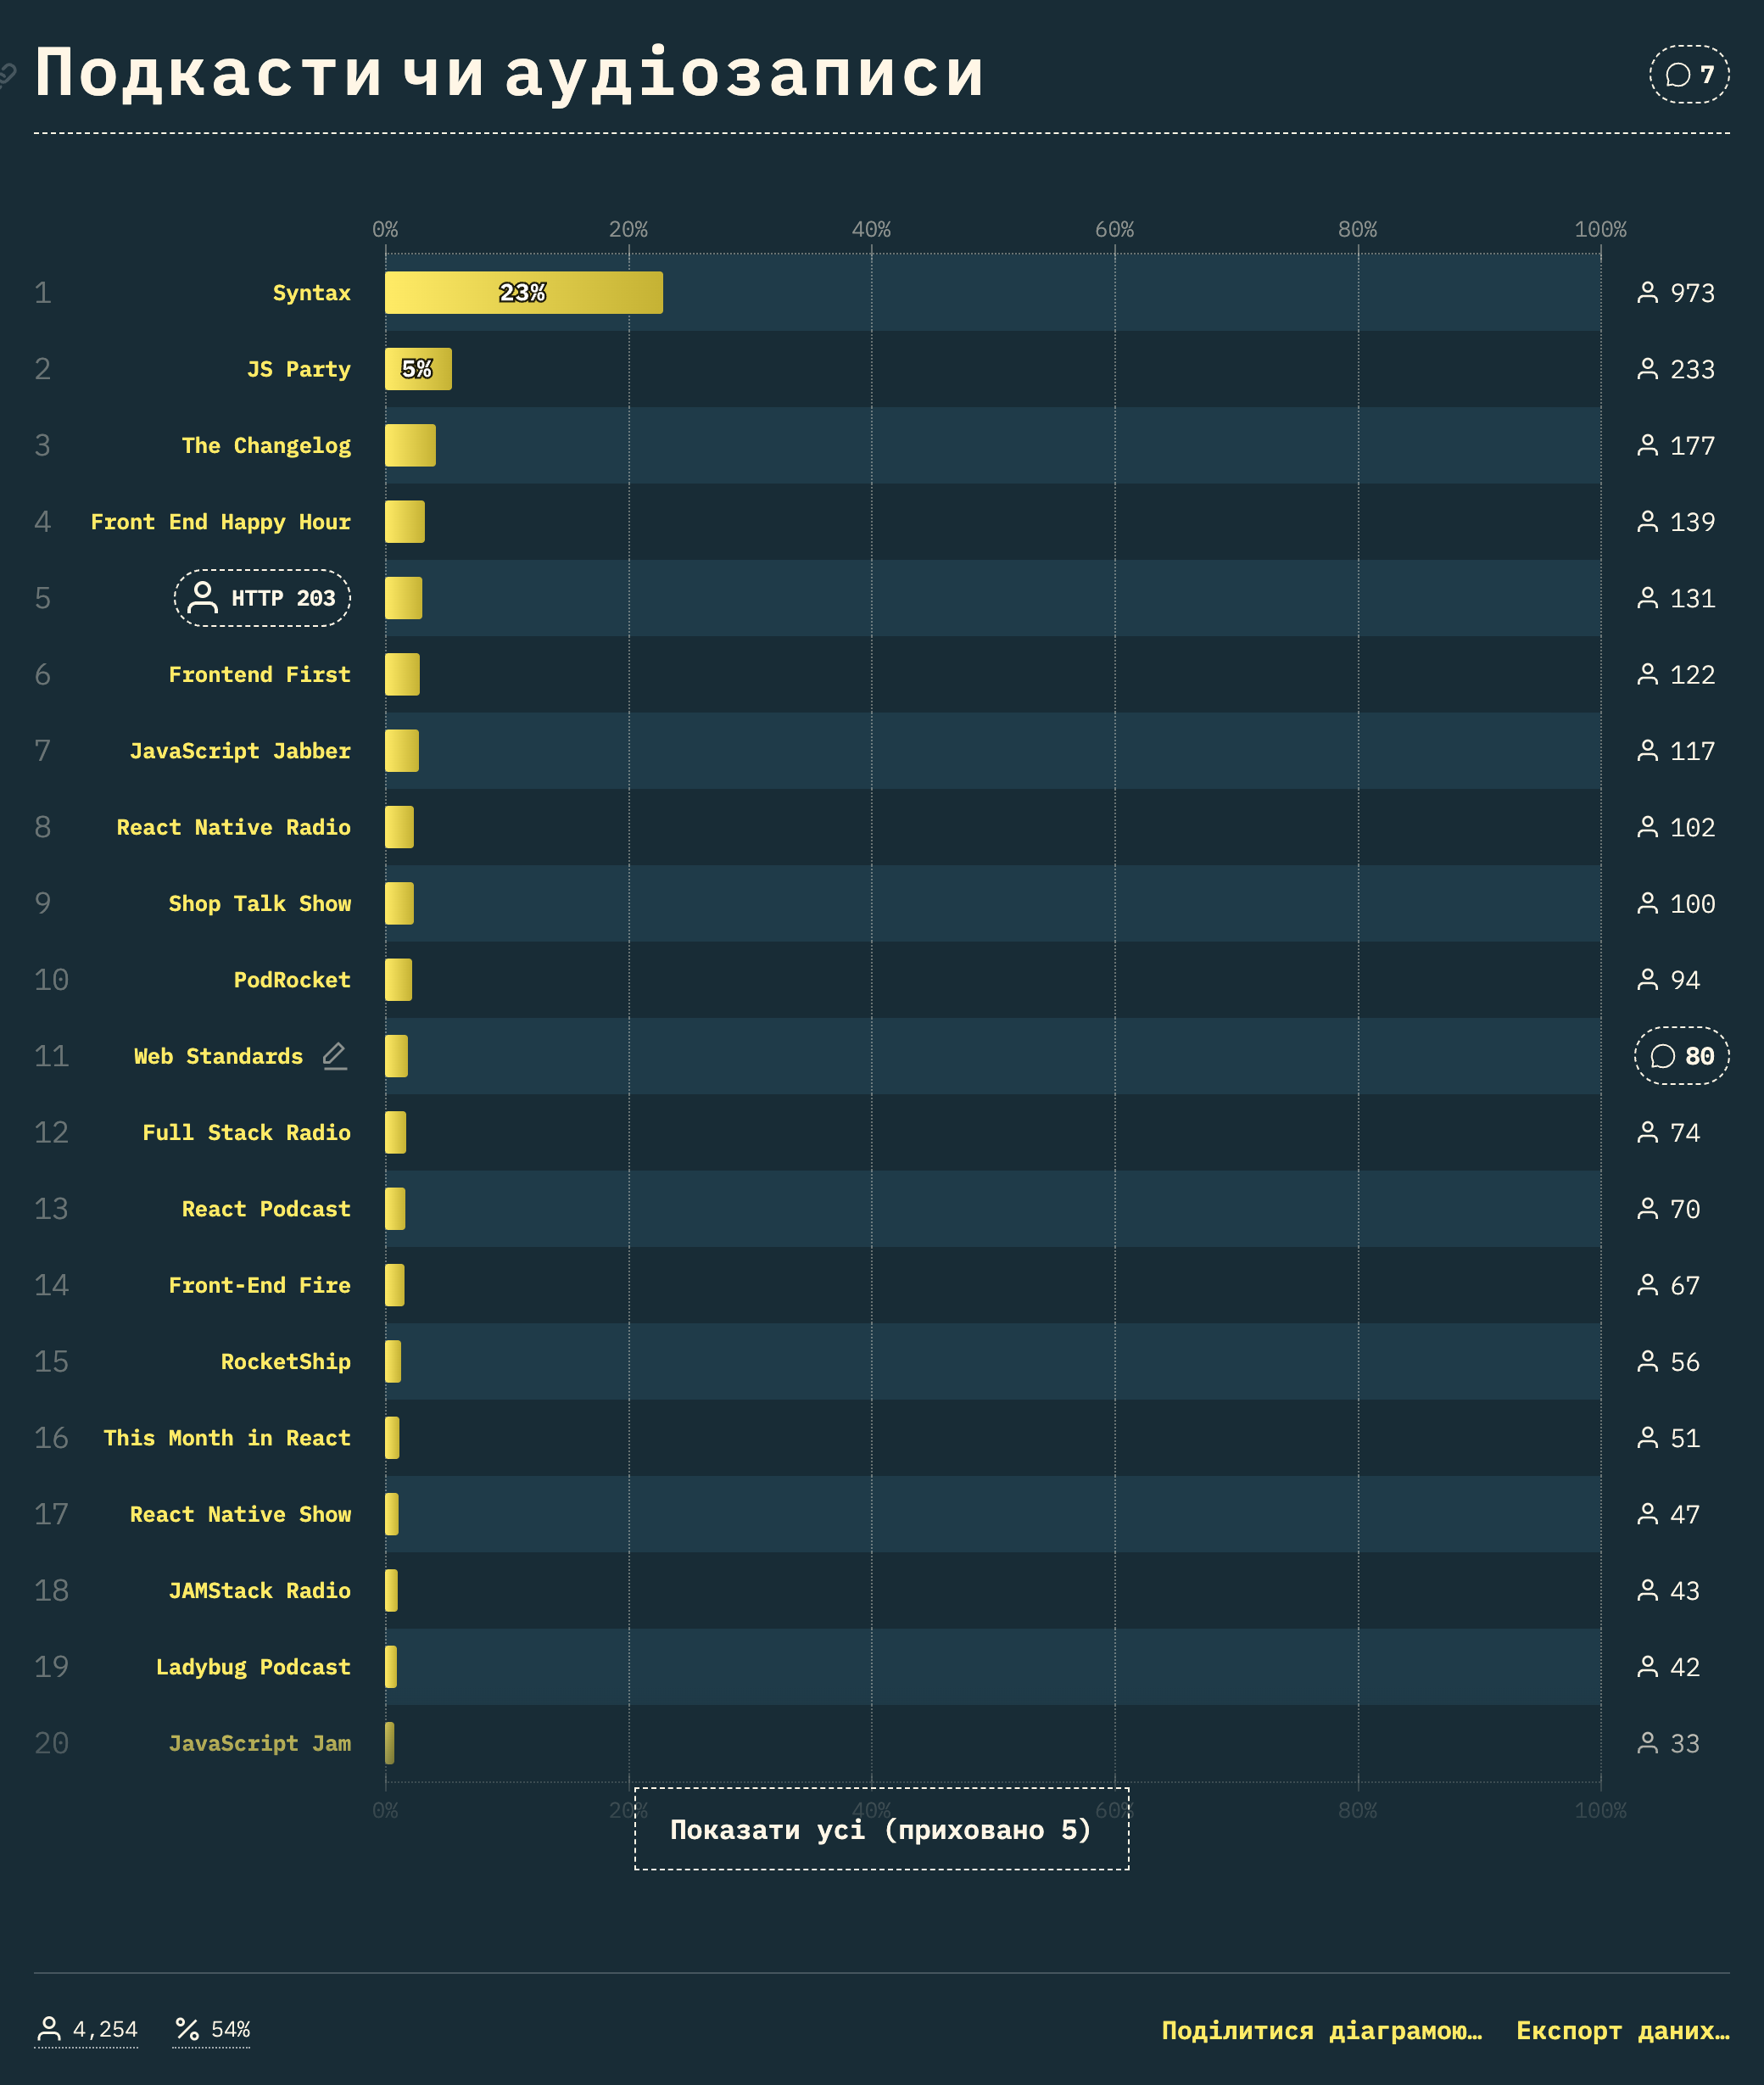 Подкасти чи аудіозаписи
7
0% 20% 40% 60% 80% 100%
1 Syntax 23% 973
2 JS Party 5% 233
3 The Changelog 177
4 Front End Happy Hour 139
5 HTTP 203 131
6 Frontend First 122
7 JavaScript Jabber 117
8 React Native Radio 102
9 Shop Talk Show 100
10 PodRocket 94
11 Web Standards 80
12 Full Stack Radio 74
13 React Podcast 70
14 Front-End Fire 67
15 RocketShip 56
16 This Month in React 51
17 React Native Show 47
18 JAMStack Radio 43
19 Ladybug Podcast 42
20 JavaScript Jam 33
0% 20% 40% 60% 80% 100%
Показати усі (приховано 5)
4,254 54% Поділитися діаграмою… Експорт даних…